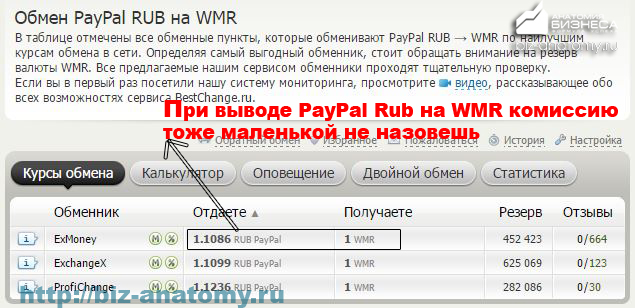 Обмен PayPal RUB на WMR
АНАТОМИЯ
БИЗНЕСА
biz-anatomy.ru
В таблице отмечены все обменные пункты, которые обменивают PayPal RUB → WMR по наилучшим
курсам обмена в сети. Определяя самый выгодный обменник, стоит обращать внимание на резерв
валюты WMR. Все предлагаемые нашим сервисом обменники проходят тщательную проверку.
Если вы в первый раз посетили нашу систему мониторинга, просмотрите видео, рассказывающее обо
всех возможностях сервиса BestChange.ru.
При выводе PayPal Rub на WMR комиссию
тоже маленькой не назовешь
Обратный обмен Избранное Пожаловаться История Настройка
Курсы обмена Калькулятор Оповещение Двойной обмен Статистика
Обменник Отдаете ▲ Получаете Резерв Отзывы
ExMoney M % 1.1086 RUB PayPal 1 WMR 452 423 0/664
ExchangeX M % 1.1099 RUB PayPal 1 WMR 625 069 0/123
ProfiChange M % 1.1236 RUB PayPal 1 WMR 282 086 0/30
http://biz-anatomy.ru